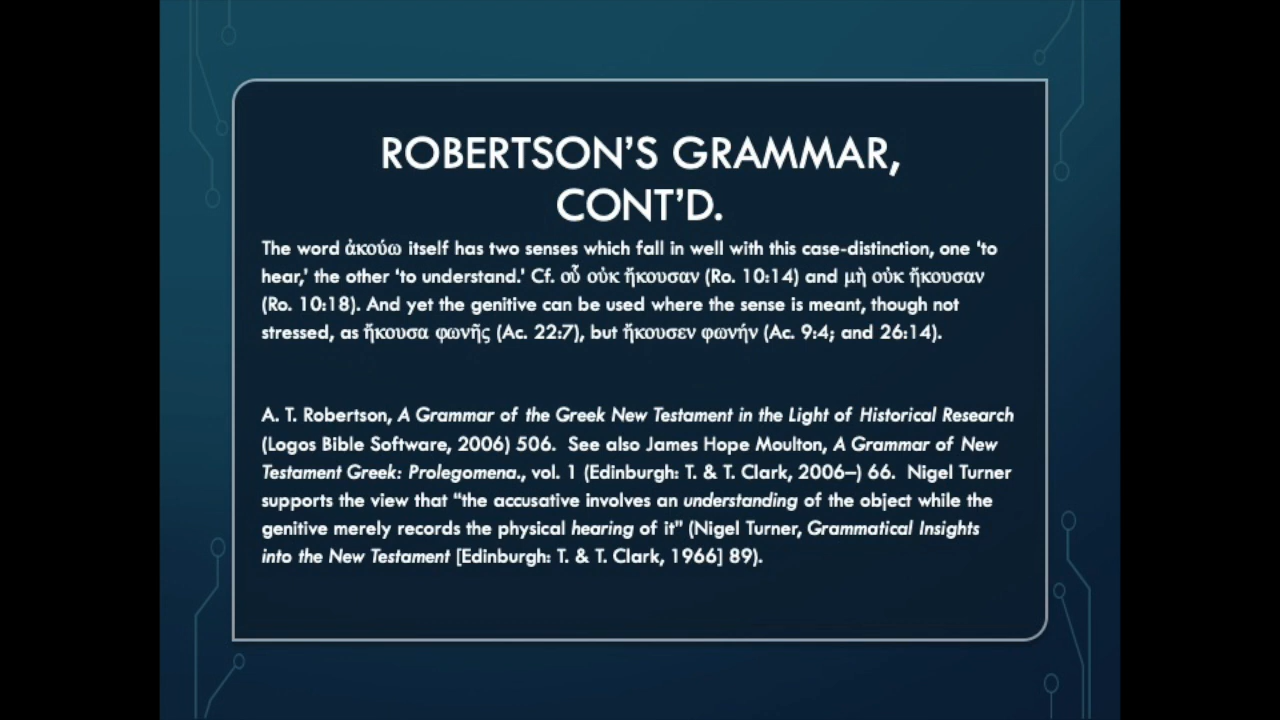 ROBERTSON’S GRAMMAR,
CONT’D.
The word ἀκούω itself has two senses which fall in well with this case-distinction, one ‘to
hear,’ the other ‘to understand.’ Cf. οὗ οὐκ ἤκουσαν (Ro. 10:14) and μὴ οὐκ ἤκουσαν
(Ro. 10:18). And yet the genitive can be used where the sense is meant, though not
stressed, as ἤκουσα φωνῆς (Ac. 22:7), but ἤκουσεν φωνήν (Ac. 9:4; and 26:14).
A. T. Robertson, A Grammar of the Greek New Testament in the Light of Historical Research
(Logos Bible Software, 2006) 506.  See also James Hope Moulton, A Grammar of New
Testament Greek: Prolegomena., vol. 1 (Edinburgh: T. & T. Clark, 2006–) 66.  Nigel Turner
supports the view that “the accusative involves an understanding of the object while the
genitive merely records the physical hearing of it” (Nigel Turner, Grammatical Insights
into the New Testament [Edinburgh: T. & T. Clark, 1966] 89).